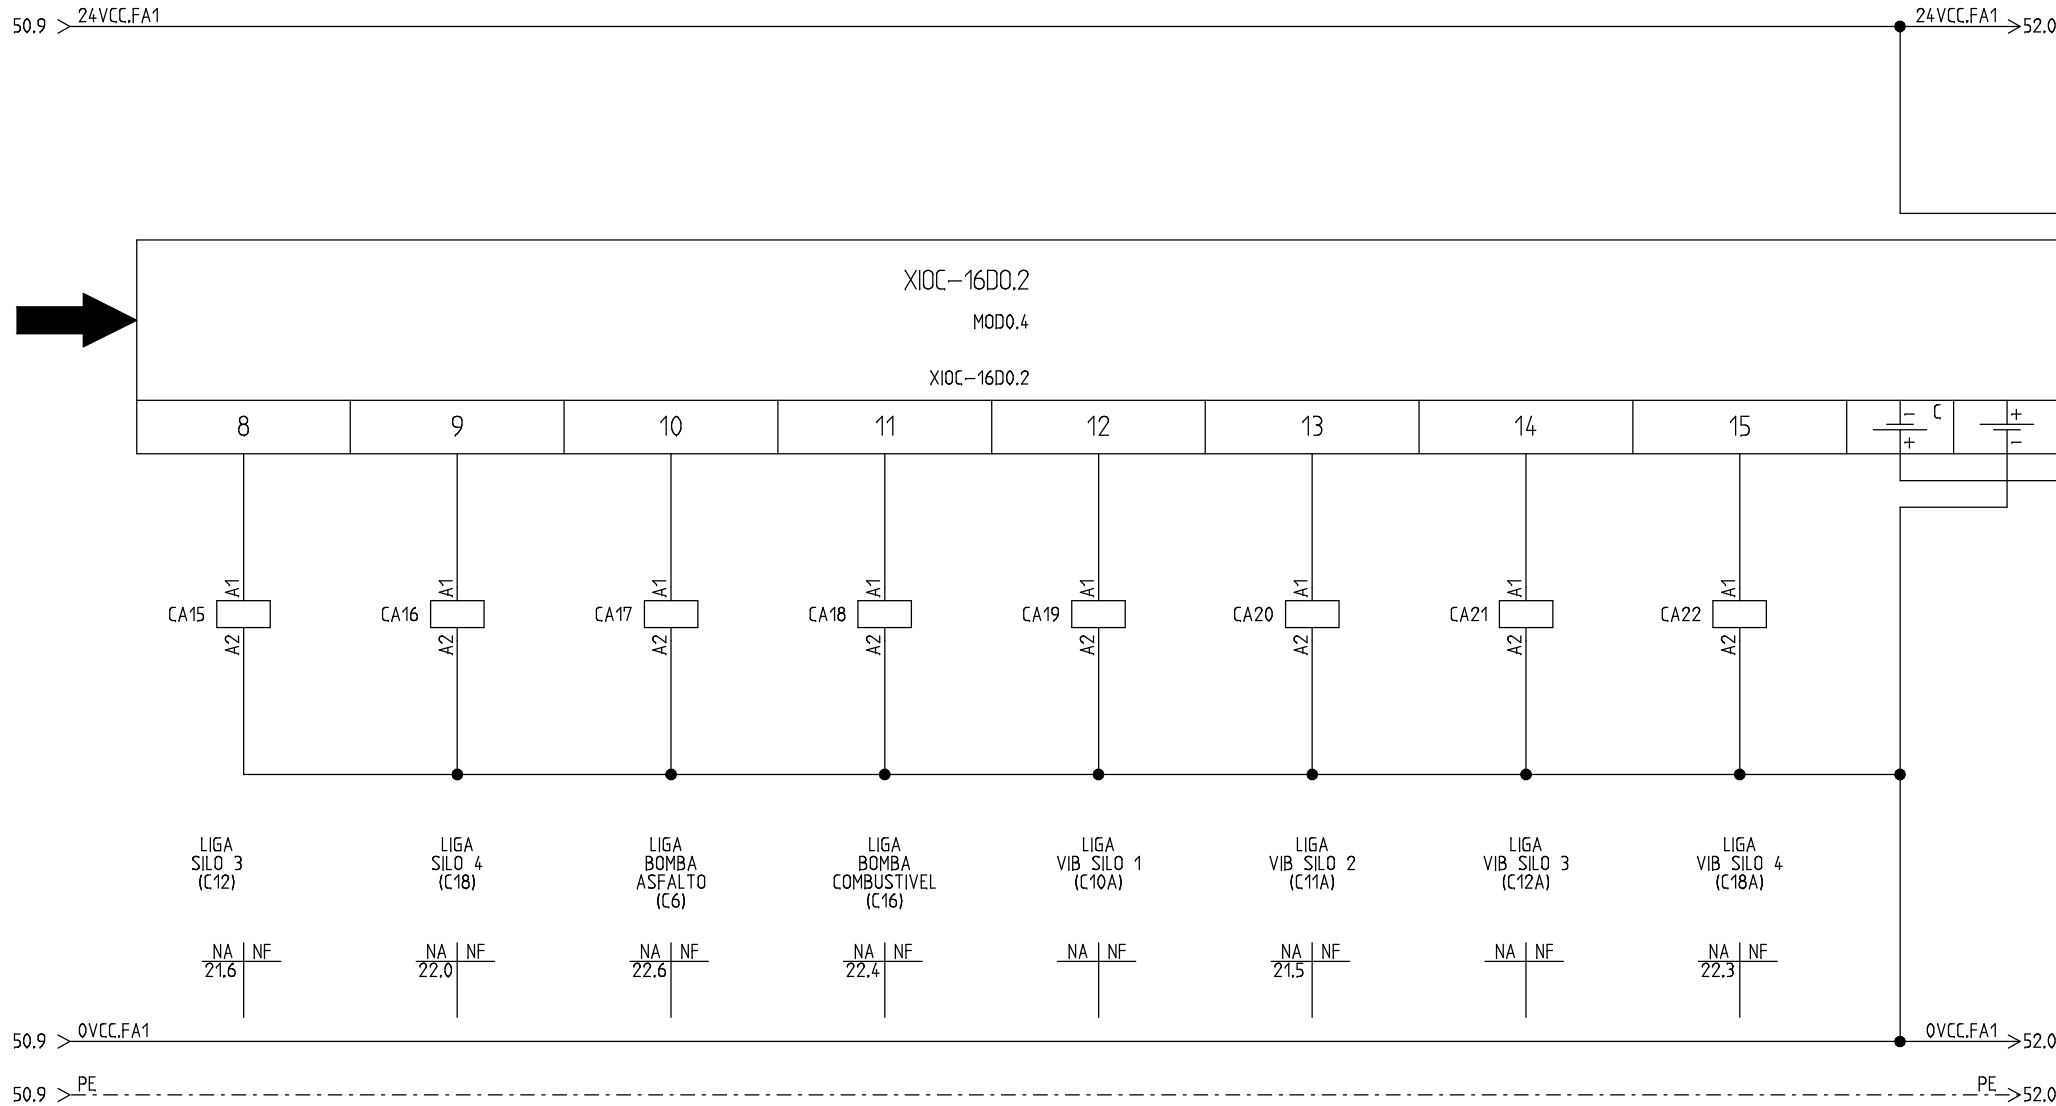 50.9 24VCC.FA1 24VCC.FA1 52.0
XIOC-16DO.2
MOD0.4
XIOC-16DO.2
8 9 10 11 12 13 14 15 - + C + -
A1 A1 A1 A1 A1 A1 A1 A1
CA15 CA16 CA17 CA18 CA19 CA20 CA21 CA22
A2 A2 A2 A2 A2 A2 A2 A2
LIGA
SILO 3
(C12)
LIGA
SILO 4
(C18)
LIGA
BOMBA
ASFALTO
(C6)
LIGA
BOMBA
COMBUSTIVEL
(C16)
LIGA
VIB SILO 1
(C10A)
LIGA
VIB SILO 2
(C11A)
LIGA
VIB SILO 3
(C12A)
LIGA
VIB SILO 4
(C18A)
NA NF NA NF NA NF NA NF NA NF NA NF NA NF NA NF
21.6 22.0 22.6 22.4 21.5 22.3
50.9 0VCC.FA1 0VCC.FA1 52.0
50.9 PE PE 52.0